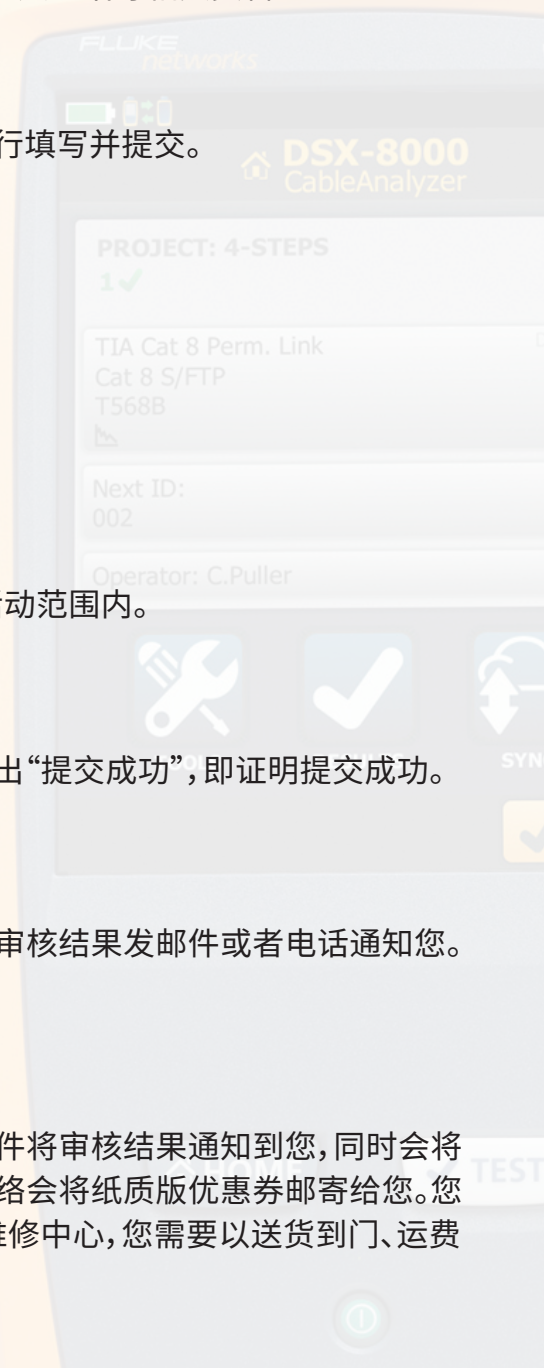 FLUKE
networks
行填写并提交。
DSX-8000
CableAnalyzer
PROJECT: 4-STEPS
1
TIA Cat 8 Perm. Link
Cat 8 S/FTP
T568B
Next ID:
002
Operator: C.Puller
动范围内。
出“提交成功”,即证明提交成功。
审核结果发邮件或者电话通知您。
件将审核结果通知到您,同时会将
络会将纸质版优惠券邮寄给您。您
维修中心,您需要以送货到门、运费
HOME
TEST